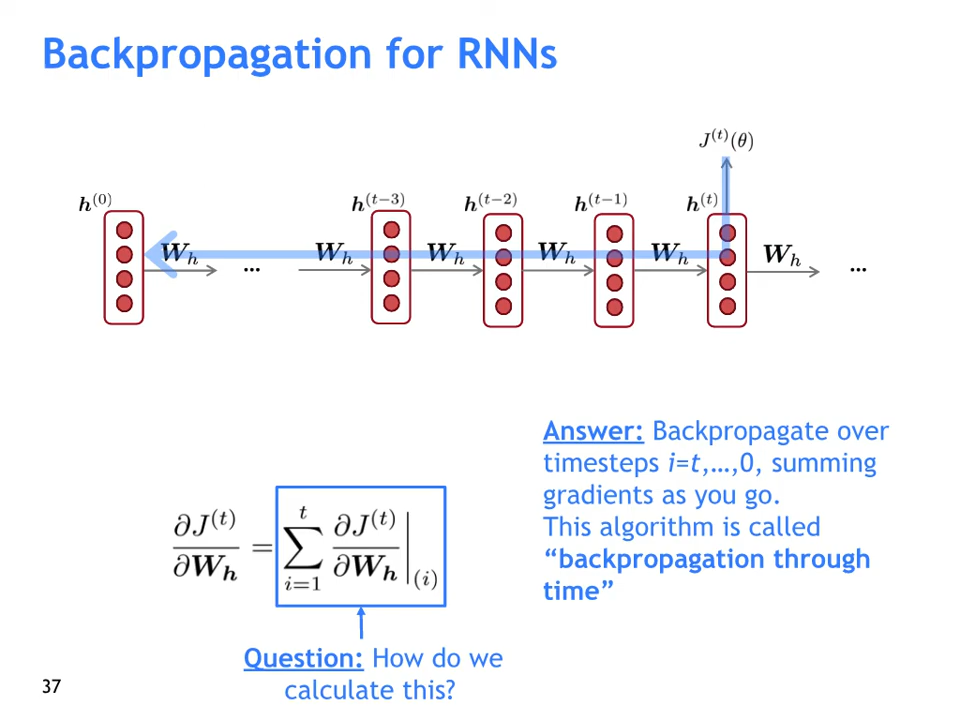 Backpropagation for RNNs
J^{(t)}(θ)
h^{(0)} h^{(t−3)} h^{(t−2)} h^{(t−1)} h^{(t)}
W_h ... W_h W_h W_h W_h W_h ...
Answer: Backpropagate over
timesteps i=t,…,0, summing
gradients as you go.
This algorithm is called
“backpropagation through
time”
∂J^{(t)}/∂W_h = ∑_{i=1}^{t} ∂J^{(t)}/∂W_h |_{(i)}
Question: How do we
calculate this?
37